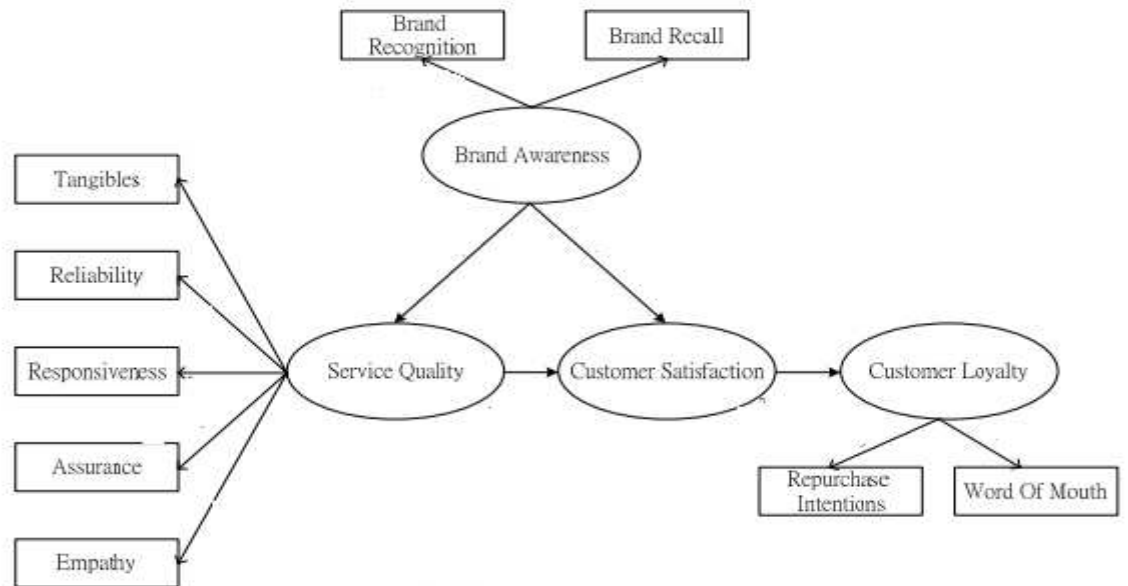 Brand
Recognition
Brand Recall
Brand Awareness
Tangibles
Reliability
Responsiveness
Service Quality
Customer Satisfaction
Customer Loyalty
Assurance
Repurchase
Intentions
Word Of Mouth
Empathy